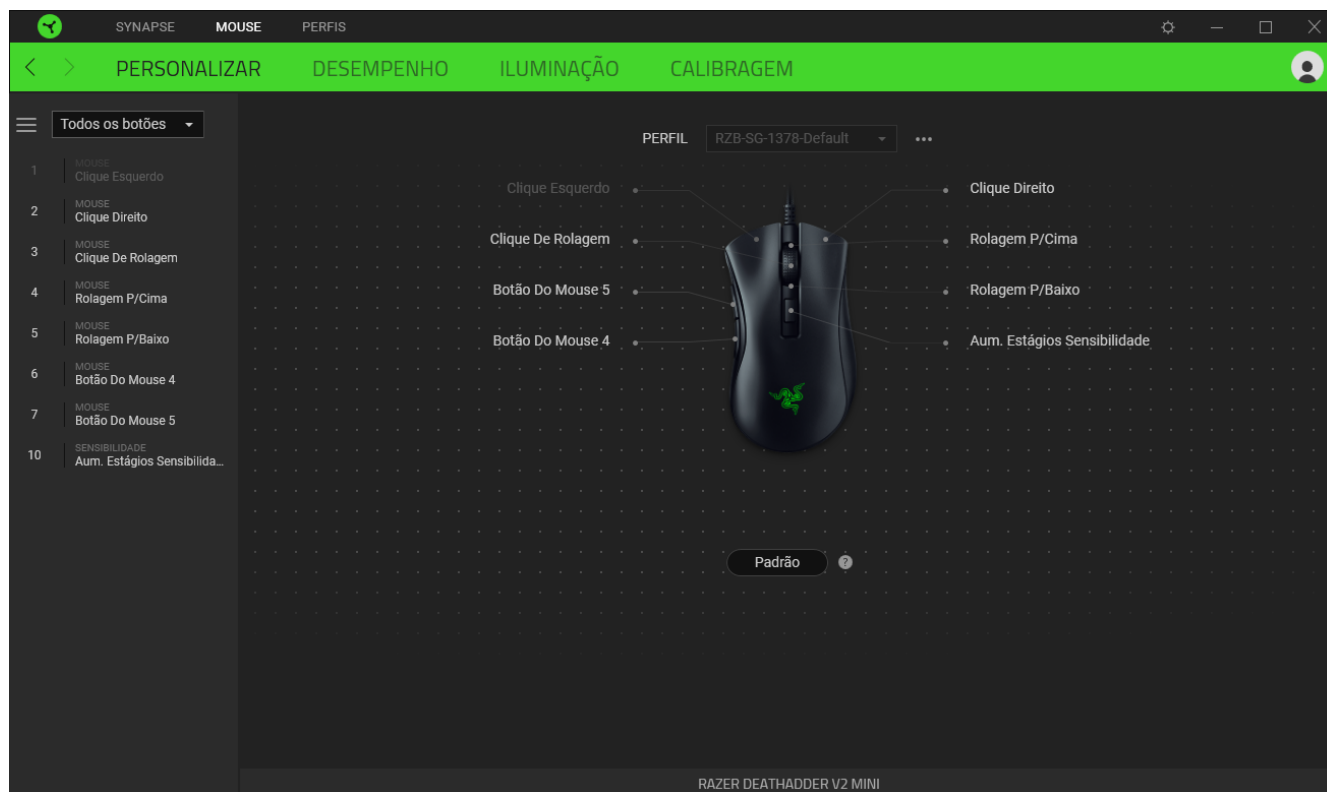 SYNAPSE MOUSE PERFIS
PERSONALIZAR DESEMPENHO ILUMINAÇÃO CALIBRAGEM
Todos os botões
PERFIL RZB-SG-1378-Default
1 MOUSE
Clique Esquerdo
2 MOUSE
Clique Direito
3 MOUSE
Clique De Rolagem
4 MOUSE
Rolagem P/Cima
5 MOUSE
Rolagem P/Baixo
6 MOUSE
Botão Do Mouse 4
7 MOUSE
Botão Do Mouse 5
10 SENSIBILIDADE
Aum. Estágios Sensibilida...
Clique Esquerdo Clique Direito
Clique De Rolagem Rolagem P/Cima
Botão Do Mouse 5 Rolagem P/Baixo
Botão Do Mouse 4 Aum. Estágios Sensibilidade
Padrão ?
RAZER DEATHADDER V2 MINI